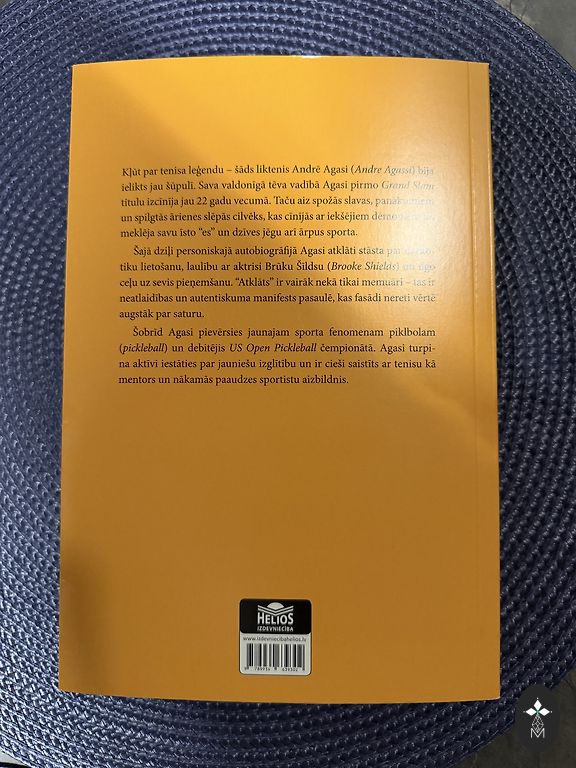 Kļūt par tenisa leģendu – šāds liktenis Andrē Agasi (Andre Agassi) bija
ielikts jau šūpulī. Sava valdonīgā tēva vadībā Agasi pirmo Grand Slam
titulu izcīnīja jau 22 gadu vecumā. Taču aiz spožās slavas, panākumiem
un spilgtās ārienes slēpās cilvēks, kas cīnījās ar iekšējiem
meklēja savu īsto “es” un dzīves jēgu arī ārpus sporta.
Šajā dziļi personiskajā autobiogrāfijā Agasi atklāti stāsta par
tiku lietošanu, laulību ar aktrisi Brūku Šildsu (Brooke Shields) un ilgo
ceļu uz sevis pieņemšanu. “Atklāts” ir vairāk nekā tikai memuāri – tas ir
neatlaidības un autentiskuma manifests pasaulē, kas fasādi nereti vērtē
augstāk par saturu.
Šobrīd Agasi pievērsies jaunajam sporta fenomenam piklbolam
(pickleball) un debitējis US Open Pickleball čempionātā. Agasi turpi-
na aktīvi iestāties par jauniešu izglītību un ir cieši saistīts ar tenisu kā
mentors un nākamās paaudzes sportistu aizbildnis.
HELIOS
IZDEVNIECĪBA
www.izdevniecibahelios.lv
M